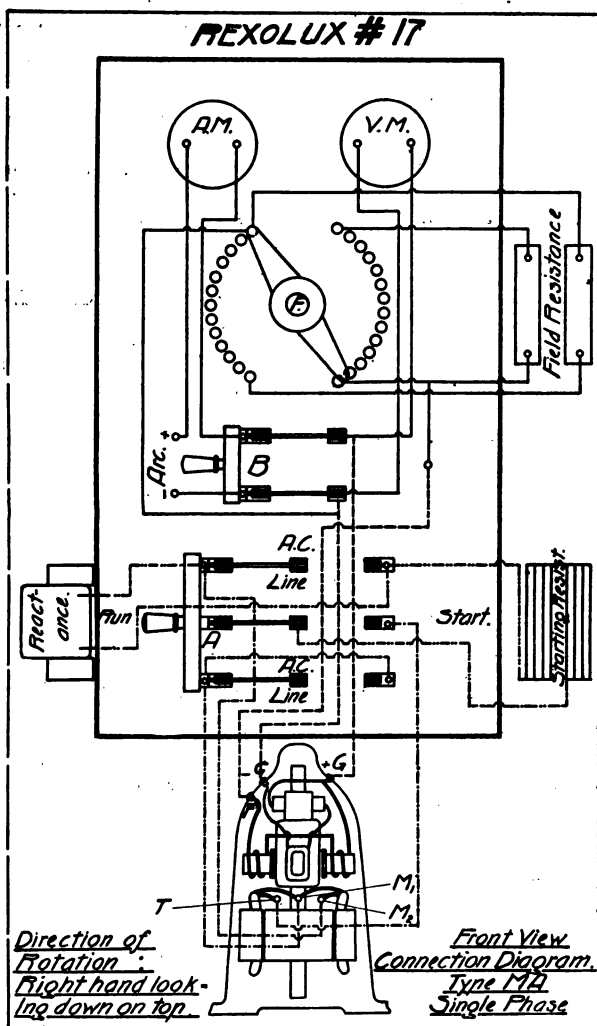 REXOLUX # 17
A.M.
V.M.
F.
Field Resistance
+
Arc.
-
B
A.C.
Line
React-
ance.
Run
A
Start.
Starting Resist.
A.C.
Line
- G
+G
F
T
M1
M2
Direction of
Rotation :
Right hand look-
ing down on top.
Front View
Connection Diagram.
Type MA
Single Phase